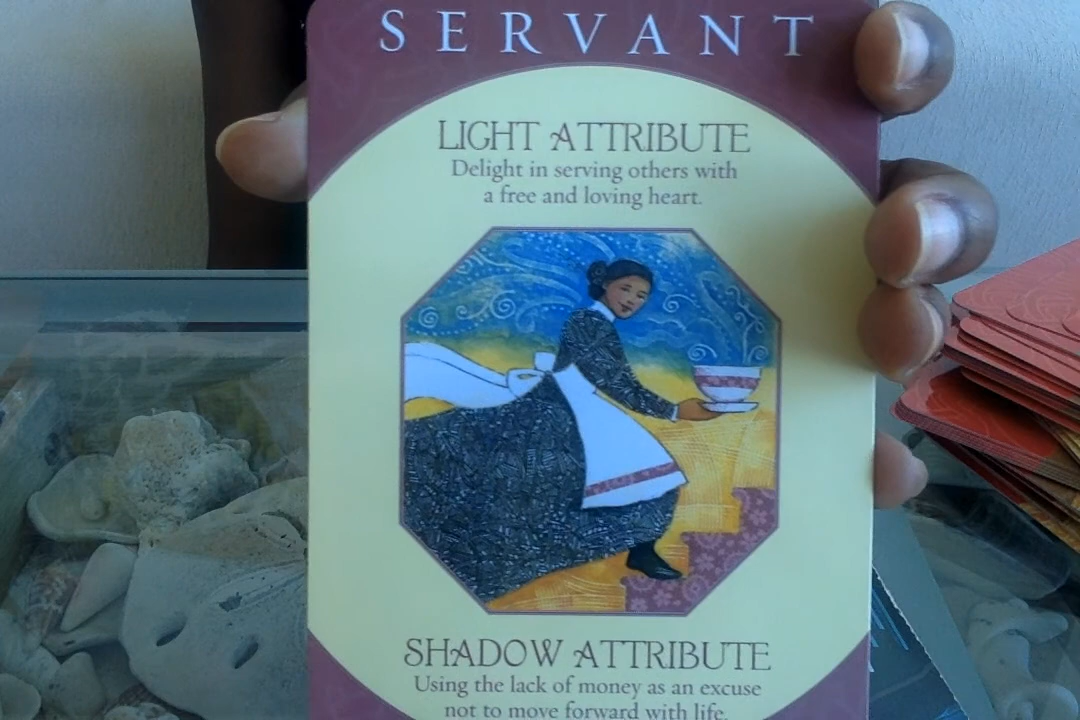 SERVANT
LIGHT ATTRIBUTE
Delight in serving others with
a free and loving heart.
SHADOW ATTRIBUTE
Using the lack of money as an excuse
not to move forward with life.